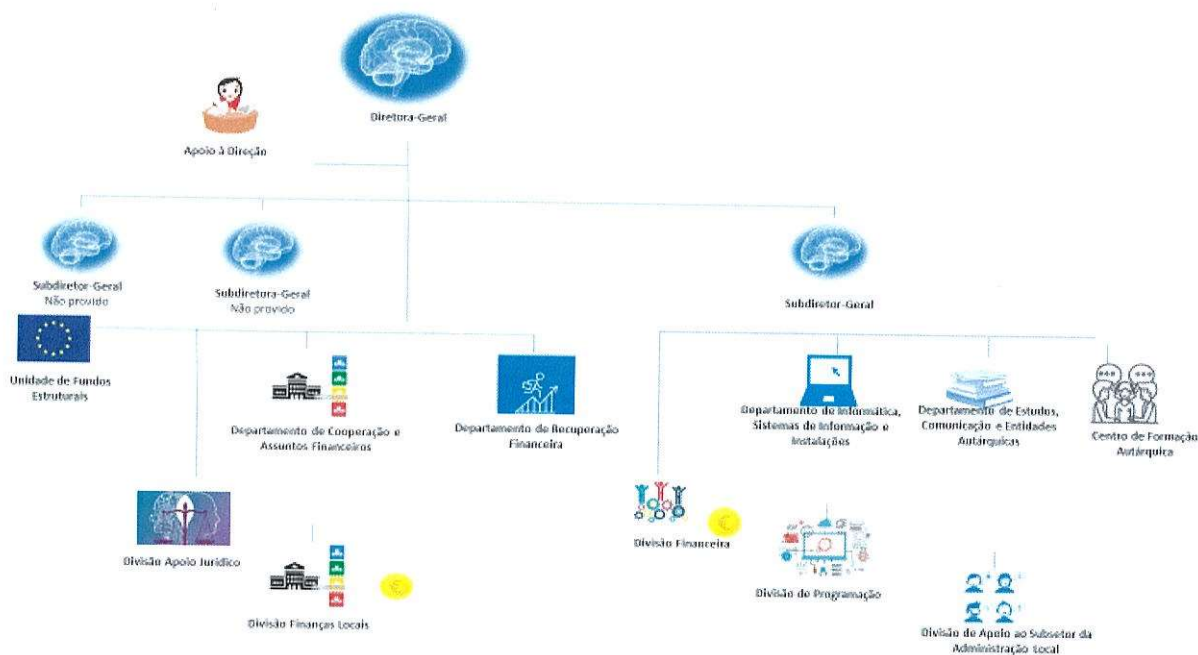 Diretora-Geral
Apoio à Direção
Subdiretor-Geral
Não provido
Subdiretora-Geral
Não provido
Subdiretor-Geral
Unidade de Fundos
Estruturais
Departamento de Cooperação e
Assuntos Financeiros
Departamento de Recuperação
Financeira
Departamento de Informática,
Sistemas de Informação e
Instalações
Departamento de Estudos,
Comunicação e Entidades
Autárquicas
Centro de Formação
Autárquica
Divisão Apoio Jurídico
Divisão Finanças Locais
Divisão Financeira
Divisão de Programação
Divisão de Apoio ao Subsetor da
Administração Local